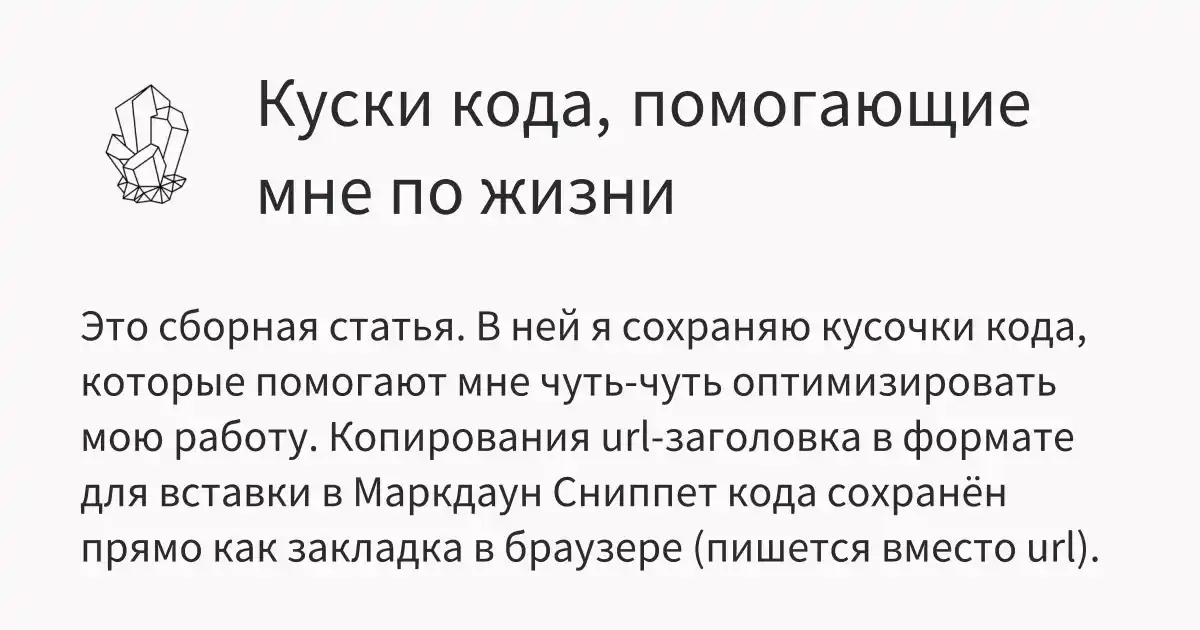 Куски кода, помогающие
мне по жизни
Это сборная статья. В ней я сохраняю кусочки кода,
которые помогают мне чуть-чуть оптимизировать
мою работу. Копирования url-заголовка в формате
для вставки в Маркдаун Сниппет кода сохранён
прямо как закладка в браузере (пишется вместо url).